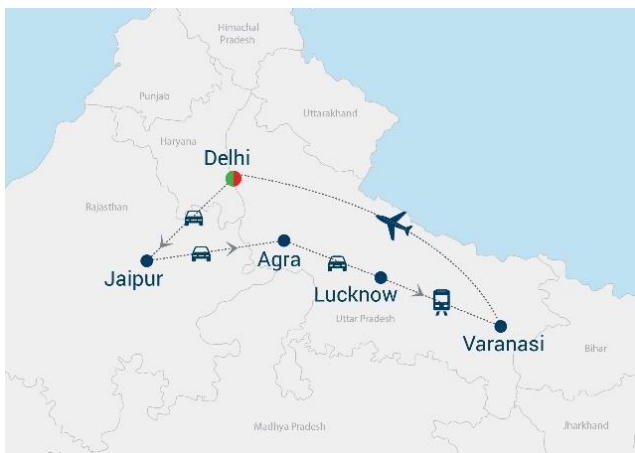 Himachal
Pradesh
Punjab
Uttarakhand
Haryana
Delhi
Rajasthan
Jaipur
Agra
Lucknow
Uttar Pradesh
Varanasi
Bihar
Madhya Pradesh
Jharkhand